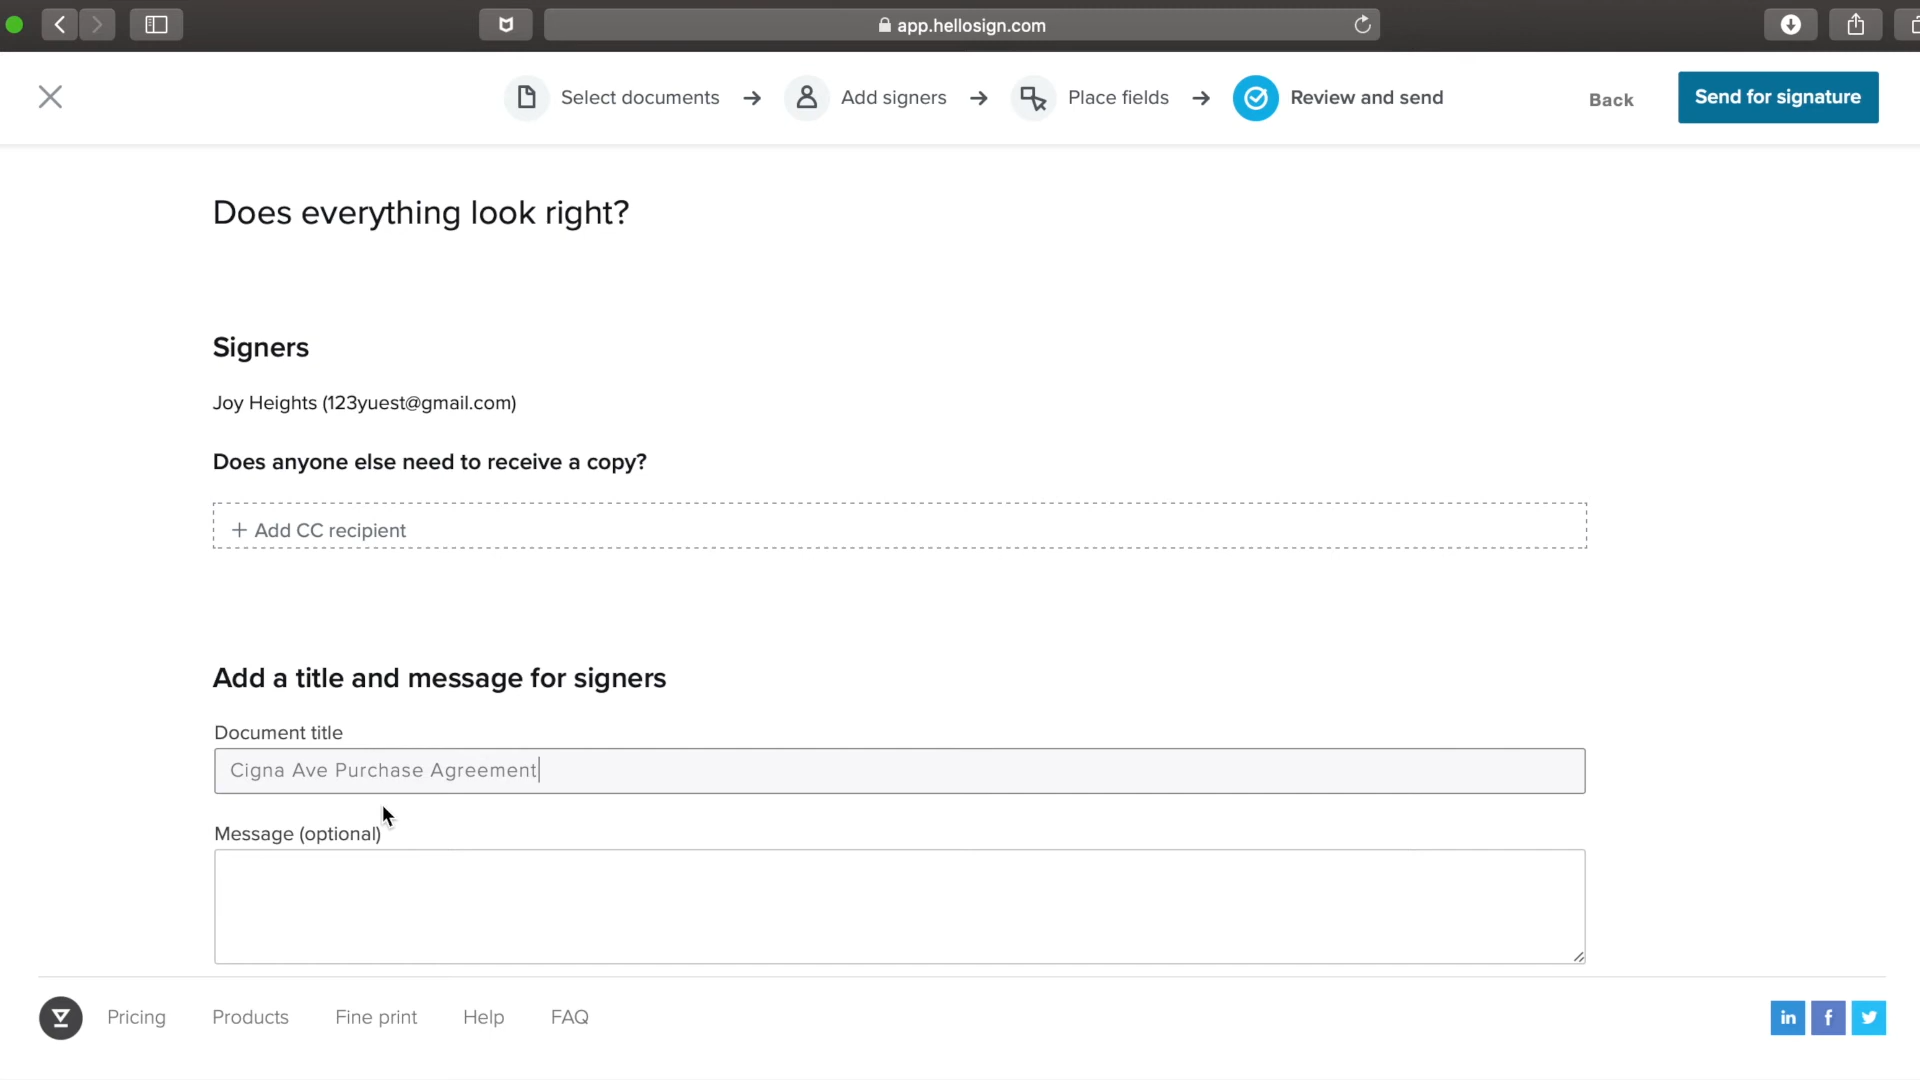 app.hellosign.com
Select documents
Add signers
Place fields
Review and send
Back
Send for signature
Does everything look right?
Signers
Joy Heights (123yuest@gmail.com)
Does anyone else need to receive a copy?
+ Add CC recipient
Add a title and message for signers
Document title
Cigna Ave Purchase Agreement
Message (optional)
Pricing
Products
Fine print
Help
FAQ
in
f